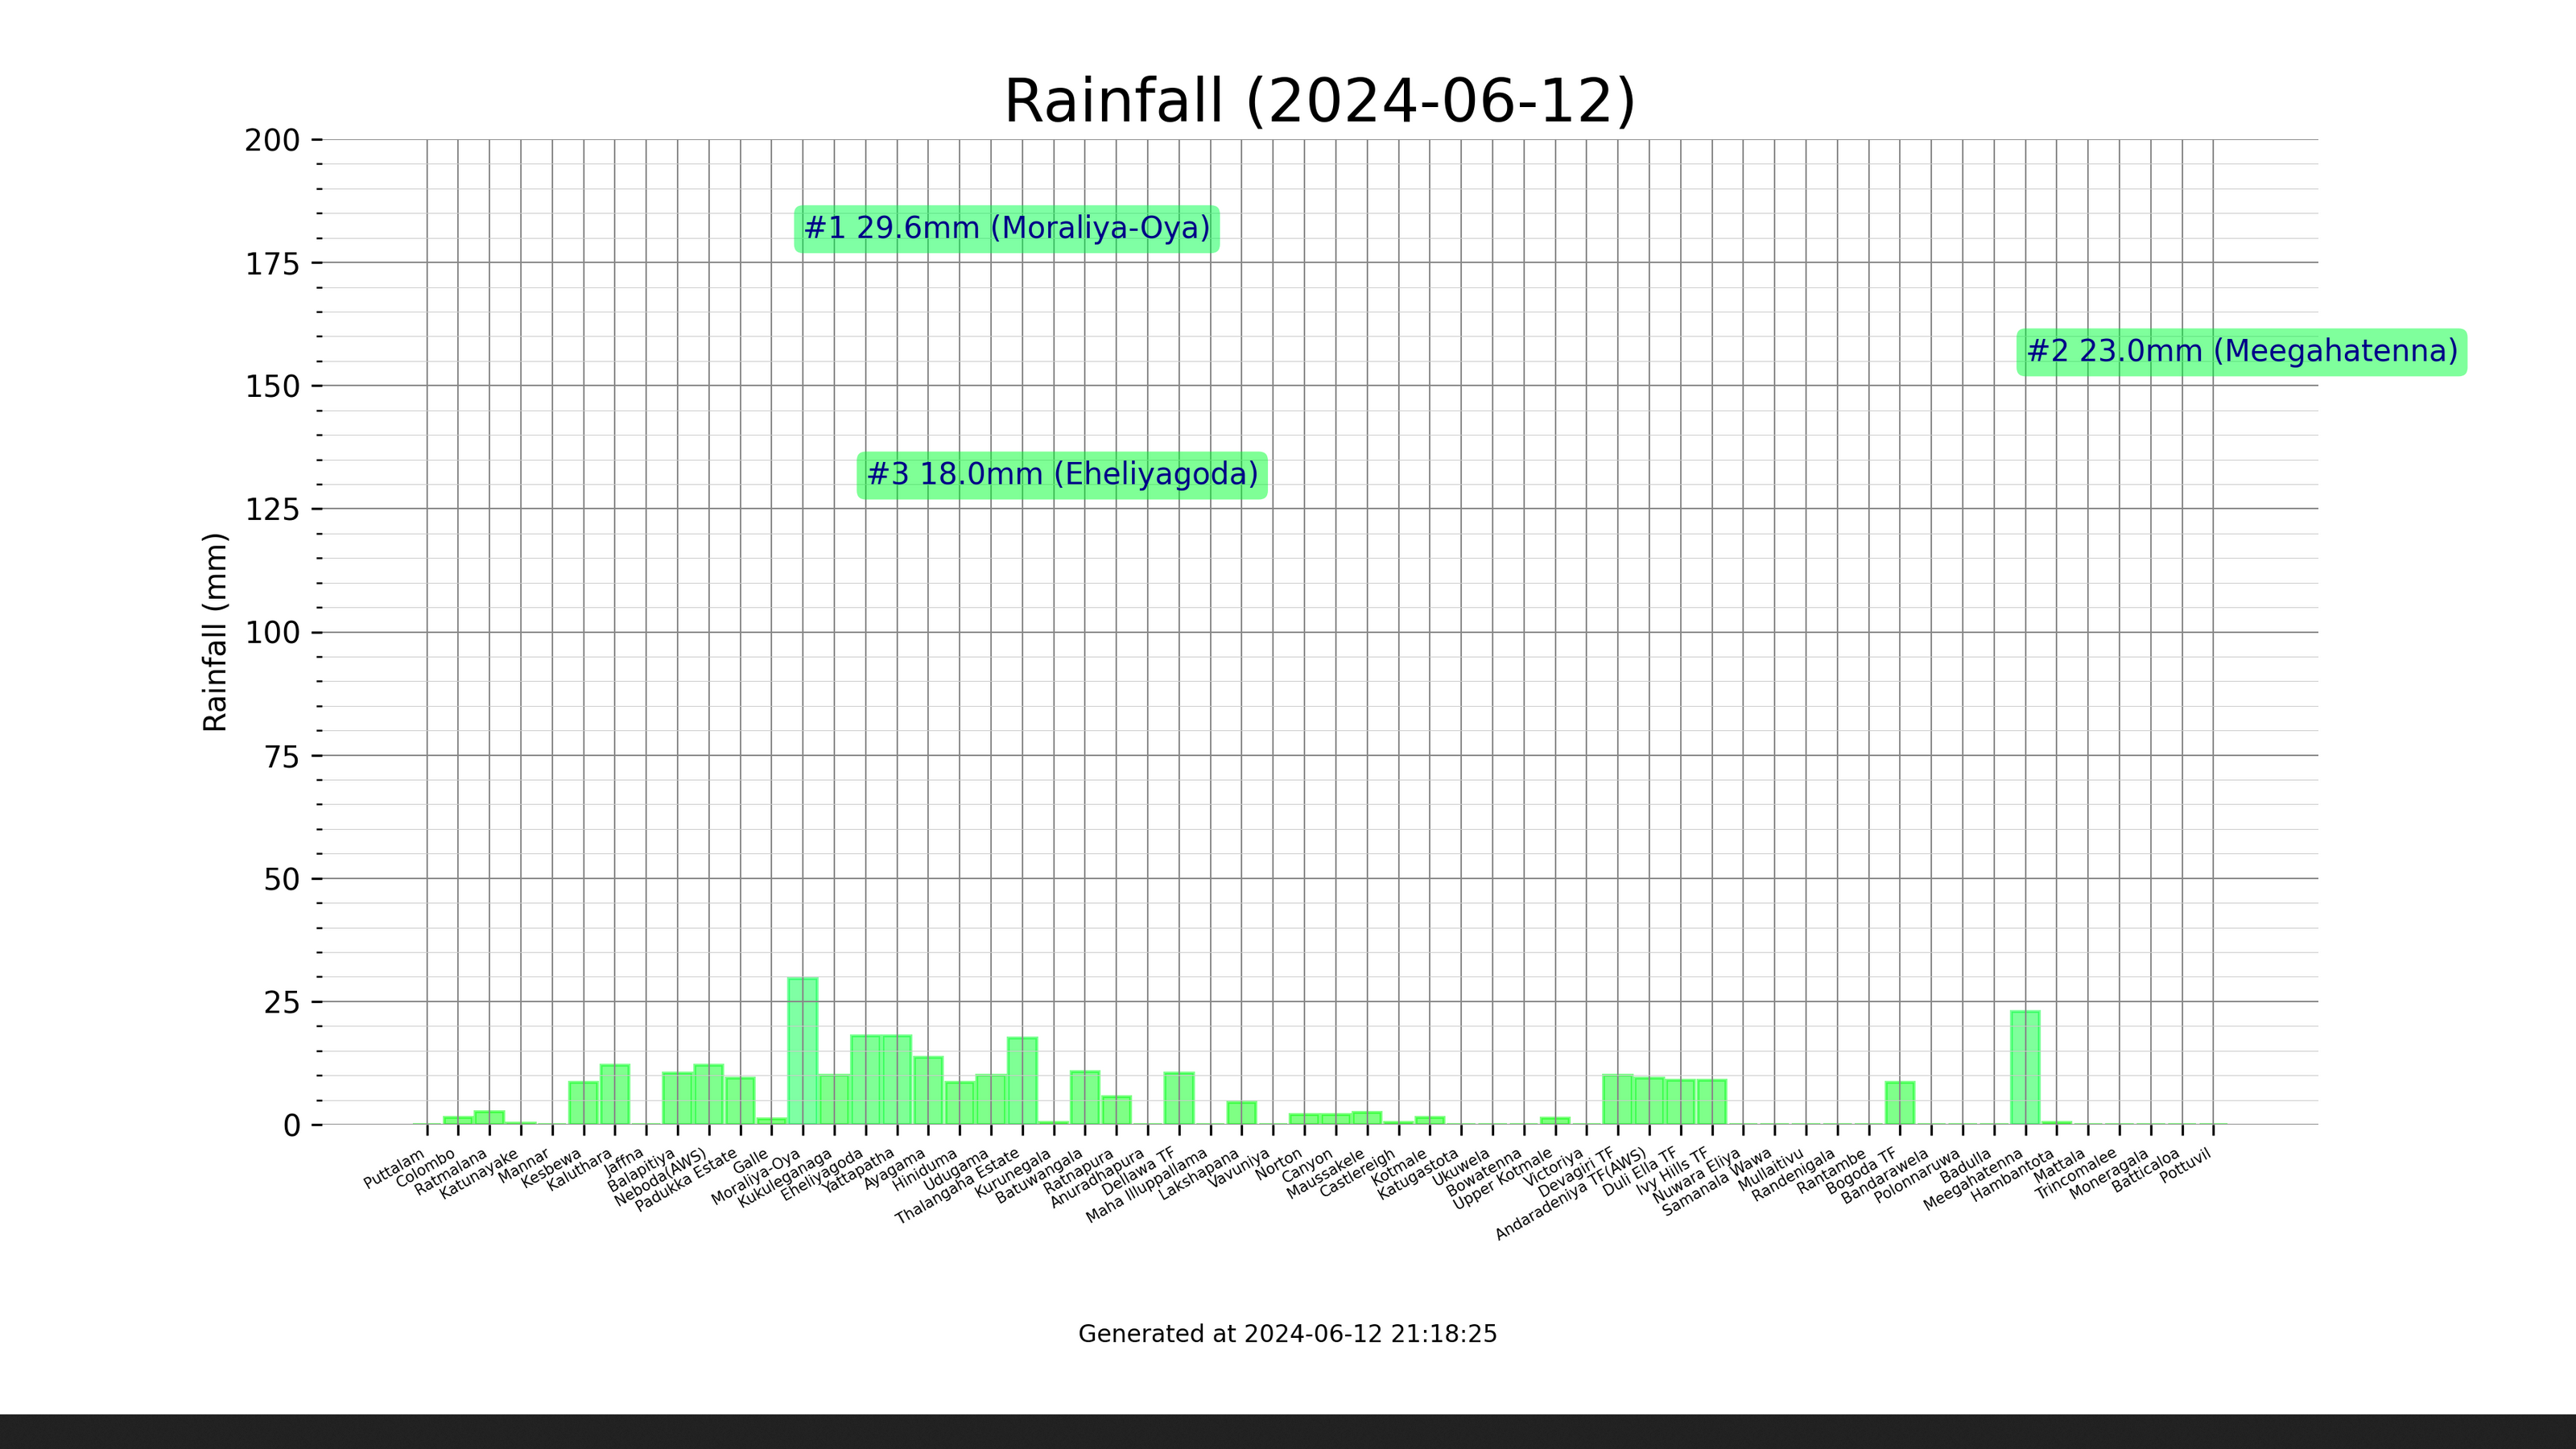 Rainfall (2024-06-12)
200
175
150
125
100
75
50
25
0
Rainfall (mm)
#1 29.6mm (Moraliya-Oya)
#2 23.0mm (Meegahatenna)
#3 18.0mm (Eheliyagoda)
Puttalam
Colombo
Ratmalana
Katunayake
Mannar
Kesbewa
Kaluthara
Jaffna
Balapitiya
Neboda(AWS)
Padukka Estate
Galle
Moraliya-Oya
Kukuleganaga
Eheliyagoda
Yattapatha
Ayagama
Hiniduma
Udugama
Thalangaha Estate
Kurunegala
Batuwangala
Ratnapura
Anuradhapura
Dellawa TF
Maha Illuppallama
Lakshapana
Vavuniya
Norton
Canyon
Maussakele
Castlereigh
Kotmale
Katugastota
Ukuwela
Bowatenna
Upper Kotmale
Victoriya
Devagiri TF
Andaradeniya TF(AWS)
Duli Ella TF
Ivy Hills TF
Nuwara Eliya
Samanala Wawa
Mullaitivu
Randenigala
Rantambe
Bogoda TF
Bandarawela
Polonnaruwa
Badulla
Meegahatenna
Hambantota
Mattala
Trincomalee
Moneragala
Batticaloa
Pottuvil
Generated at 2024-06-12 21:18:25